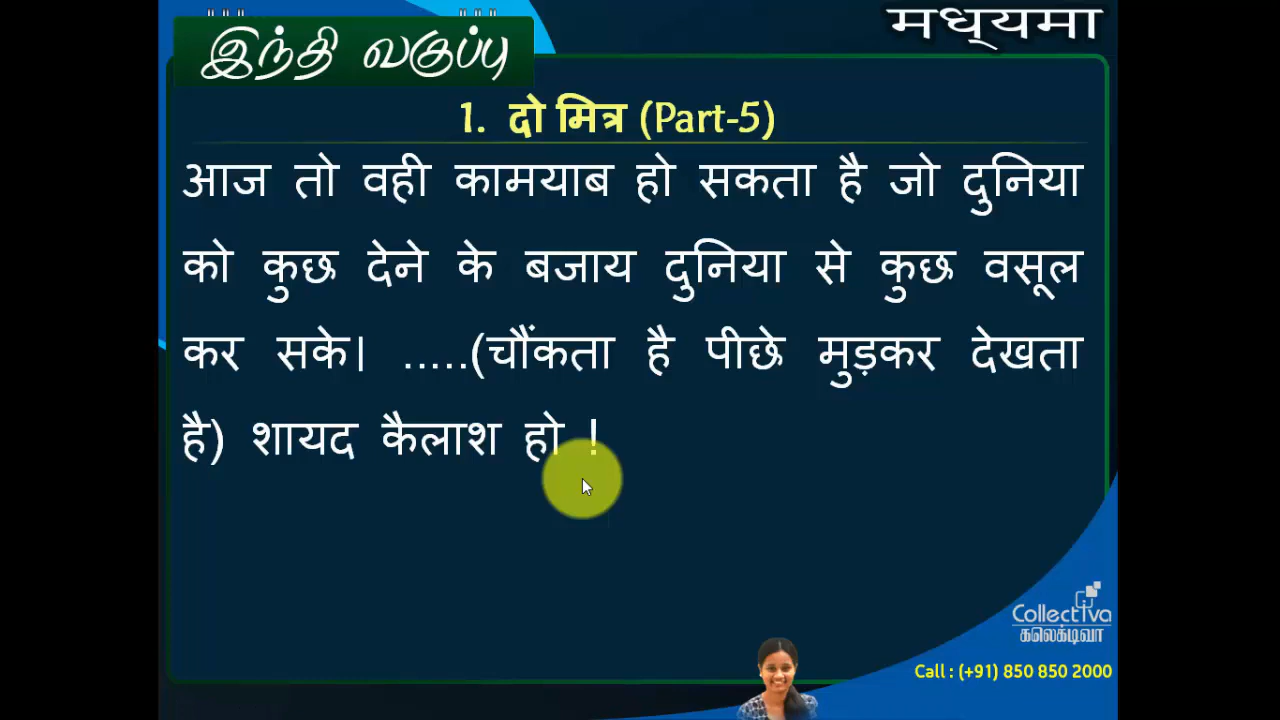 இந்தி வகுப்பு
मध्यमा
1. दो मित्र (Part-5)
आज तो वही कामयाब हो सकता है जो दुनिया
को कुछ देने के बजाय दुनिया से कुछ वसूल
कर सके। .....(चौंकता है पीछे मुड़कर देखता
है) शायद कैलाश हो !
Collectiva
கலெக்டிவா
Call : (+91) 850 850 2000